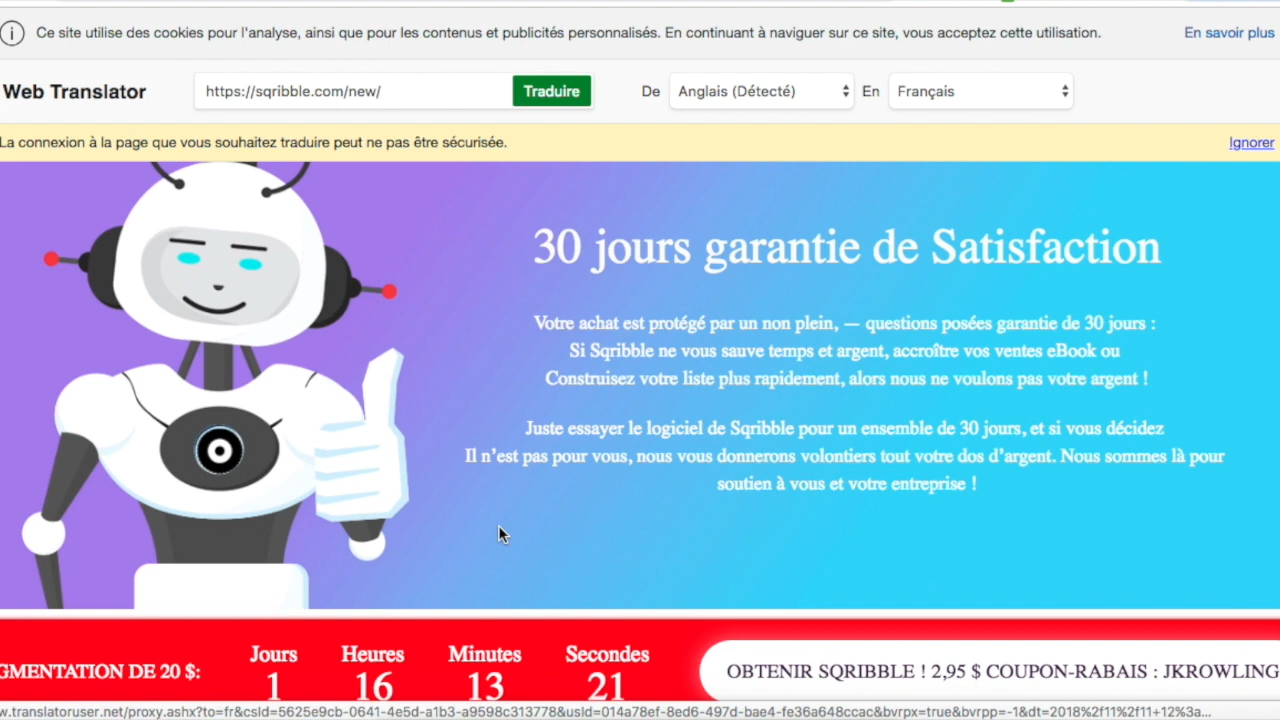 Ce site utilise des cookies pour l'analyse, ainsi que pour les contenus et publicités personnalisés. En continuant à naviguer sur ce site, vous acceptez cette utilisation. En savoir plus
Web Translator https://sqribble.com/new/ Traduire De Anglais (Détecté) En Français
La connexion à la page que vous souhaitez traduire peut ne pas être sécurisée. Ignorer
30 jours garantie de Satisfaction
Votre achat est protégé par un non plein, — questions posées garantie de 30 jours :
Si Sqribble ne vous sauve temps et argent, accroître vos ventes eBook ou
Construisez votre liste plus rapidement, alors nous ne voulons pas votre argent !
Juste essayer le logiciel de Sqribble pour un ensemble de 30 jours, et si vous décidez
Il n'est pas pour vous, nous vous donnerons volontiers tout votre dos d'argent. Nous sommes là pour
soutien à vous et votre entreprise !
GMENTATION DE 20 $: Jours Heures Minutes Secondes
1 16 13 21
OBTENIR SQRIBBLE ! 2,95 $ COUPON-RABAIS : JKROWLING
w.translatoruser.net/proxy.ashx?to=fr&csId=5625e9cb-0641-4e5d-a1b3-a9598c313778&usId=014a78ef-8ed6-497d-bae4-fe36a648ccac&bvrpx=true&bvrpp=-1&dt=2018%2f11%2f11+12%3a...